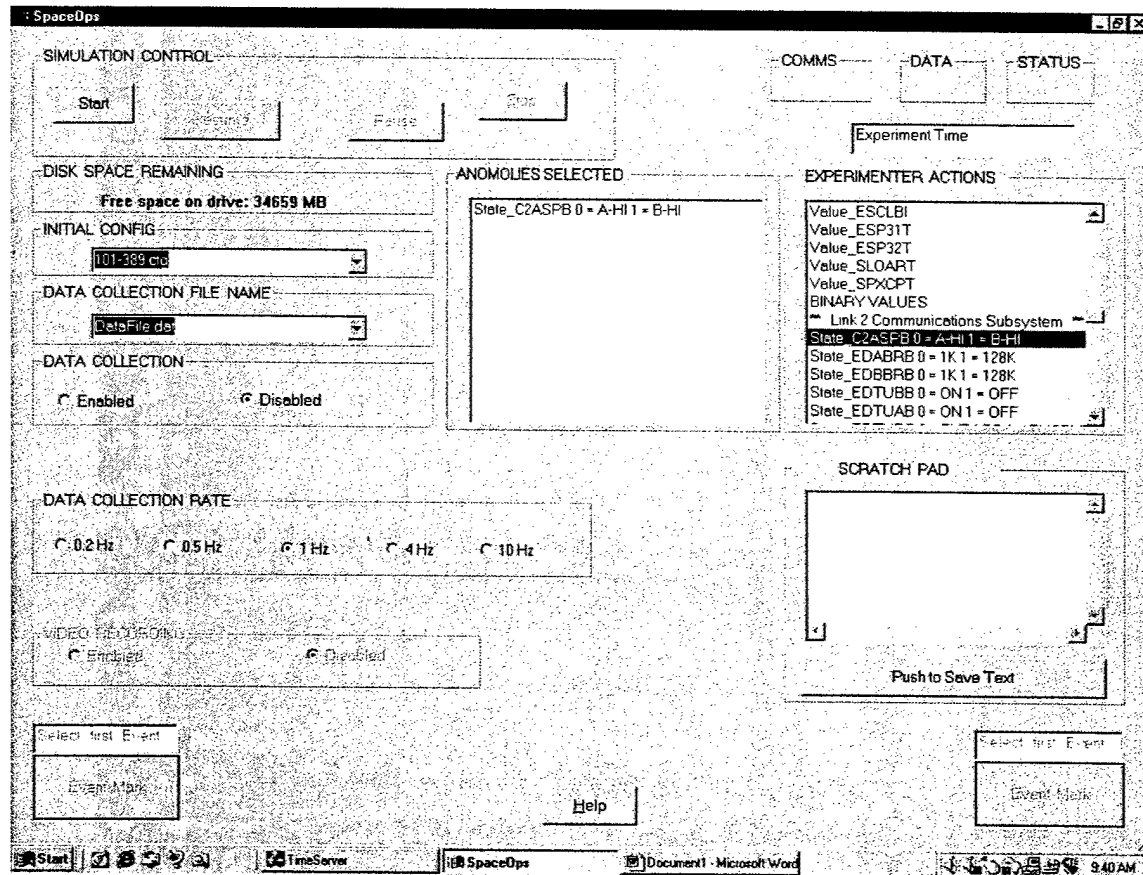 SpaceOps
SIMULATION CONTROL
Start
Pause
Stop
COMMS
DATA
STATUS
Experiment Time
DISK SPACE REMAINING
Free space on drive: 34659 MB
INITIAL CONFIG
DATA COLLECTION FILE NAME
DataFile.dat
DATA COLLECTION
Enabled
Disabled
ANOMOLIES SELECTED
State_C2ASPB 0 = A-HI 1 = B-HI
EXPERIMENTER ACTIONS
Value_ESCLBI
Value_ESP31T
Value_ESP32T
Value_SLOART
Value_SPXCPT
BINARY VALUES
Link 2 Communications Subsystem
State_C2ASPB 0 = A-HI 1 = B-HI
State_EDABRB 0 = 1K 1 = 128K
State_EDBBRB 0 = 1K 1 = 128K
State_EDTUBB 0 = ON 1 = OFF
State_EDTUAB 0 = ON 1 = OFF
DATA COLLECTION RATE
0.2 Hz
0.5 Hz
1 Hz
4 Hz
10 Hz
SCRATCH PAD
Push to Save Text
VIDEO RECORDING
Enabled
Disabled
Select first Event
Event Mark
Help
Select first Event
Event Mark
Start
TimeServer
SpaceOps
Document1 - Microsoft Word
9:40 AM